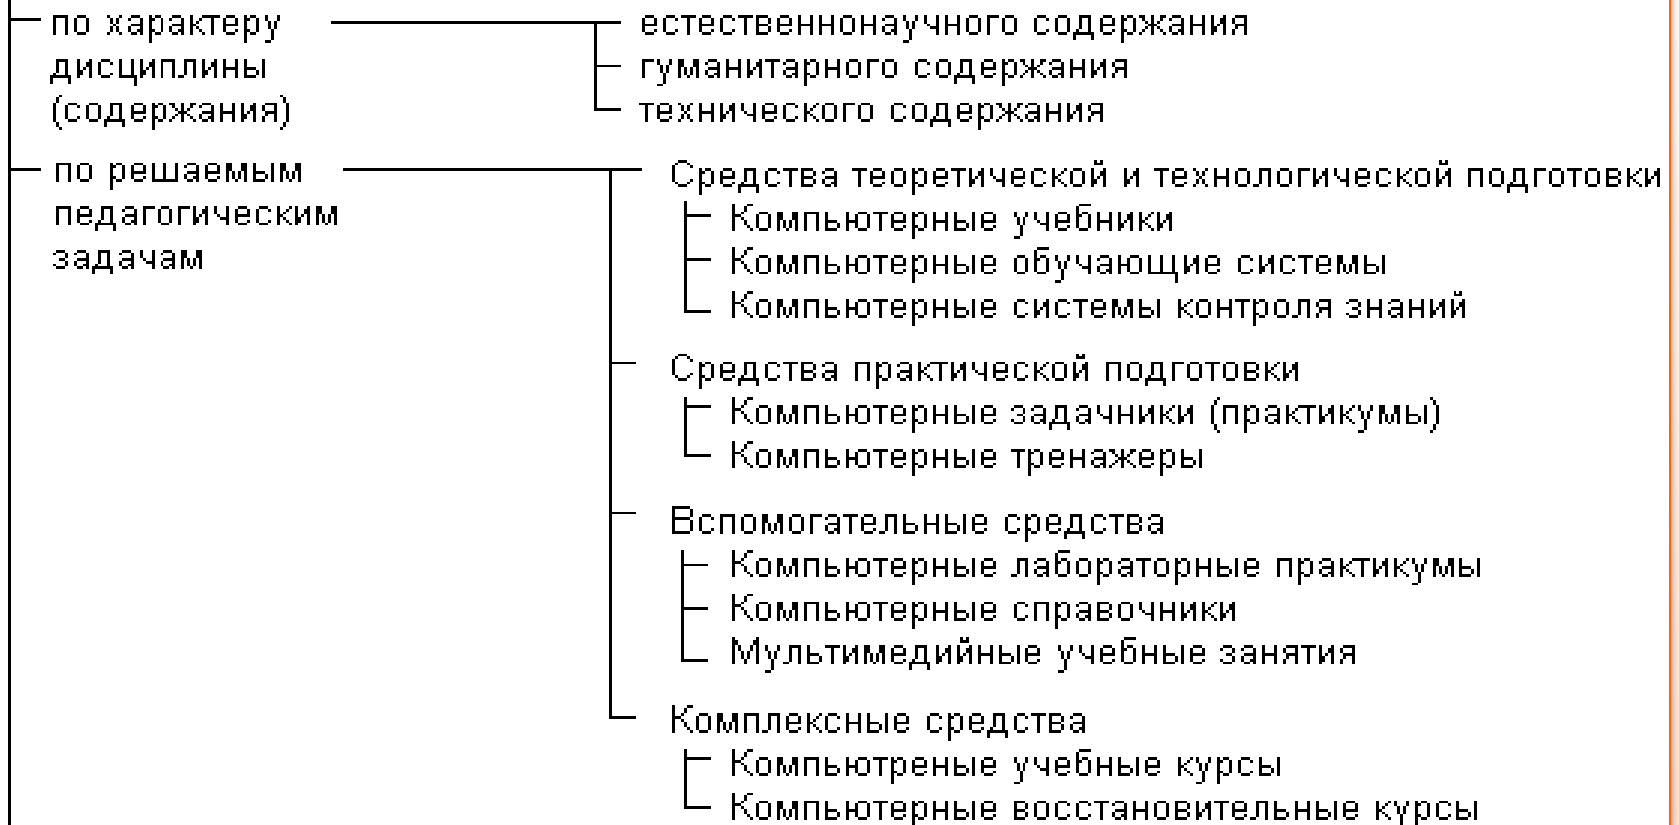 по характеру
дисциплины
(содержания)
естественнонаучного содержания
гуманитарного содержания
технического содержания
по решаемым
педагогическим
задачам
Средства теоретической и технологической подготовки
Компьютерные учебники
Компьютерные обучающие системы
Компьютерные системы контроля знаний
Средства практической подготовки
Компьютерные задачники (практикумы)
Компьютерные тренажеры
Вспомогательные средства
Компьютерные лабораторные практикумы
Компьютерные справочники
Мультимедийные учебные занятия
Комплексные средства
Компьютреные учебные курсы
Компьютерные восстановительные курсы